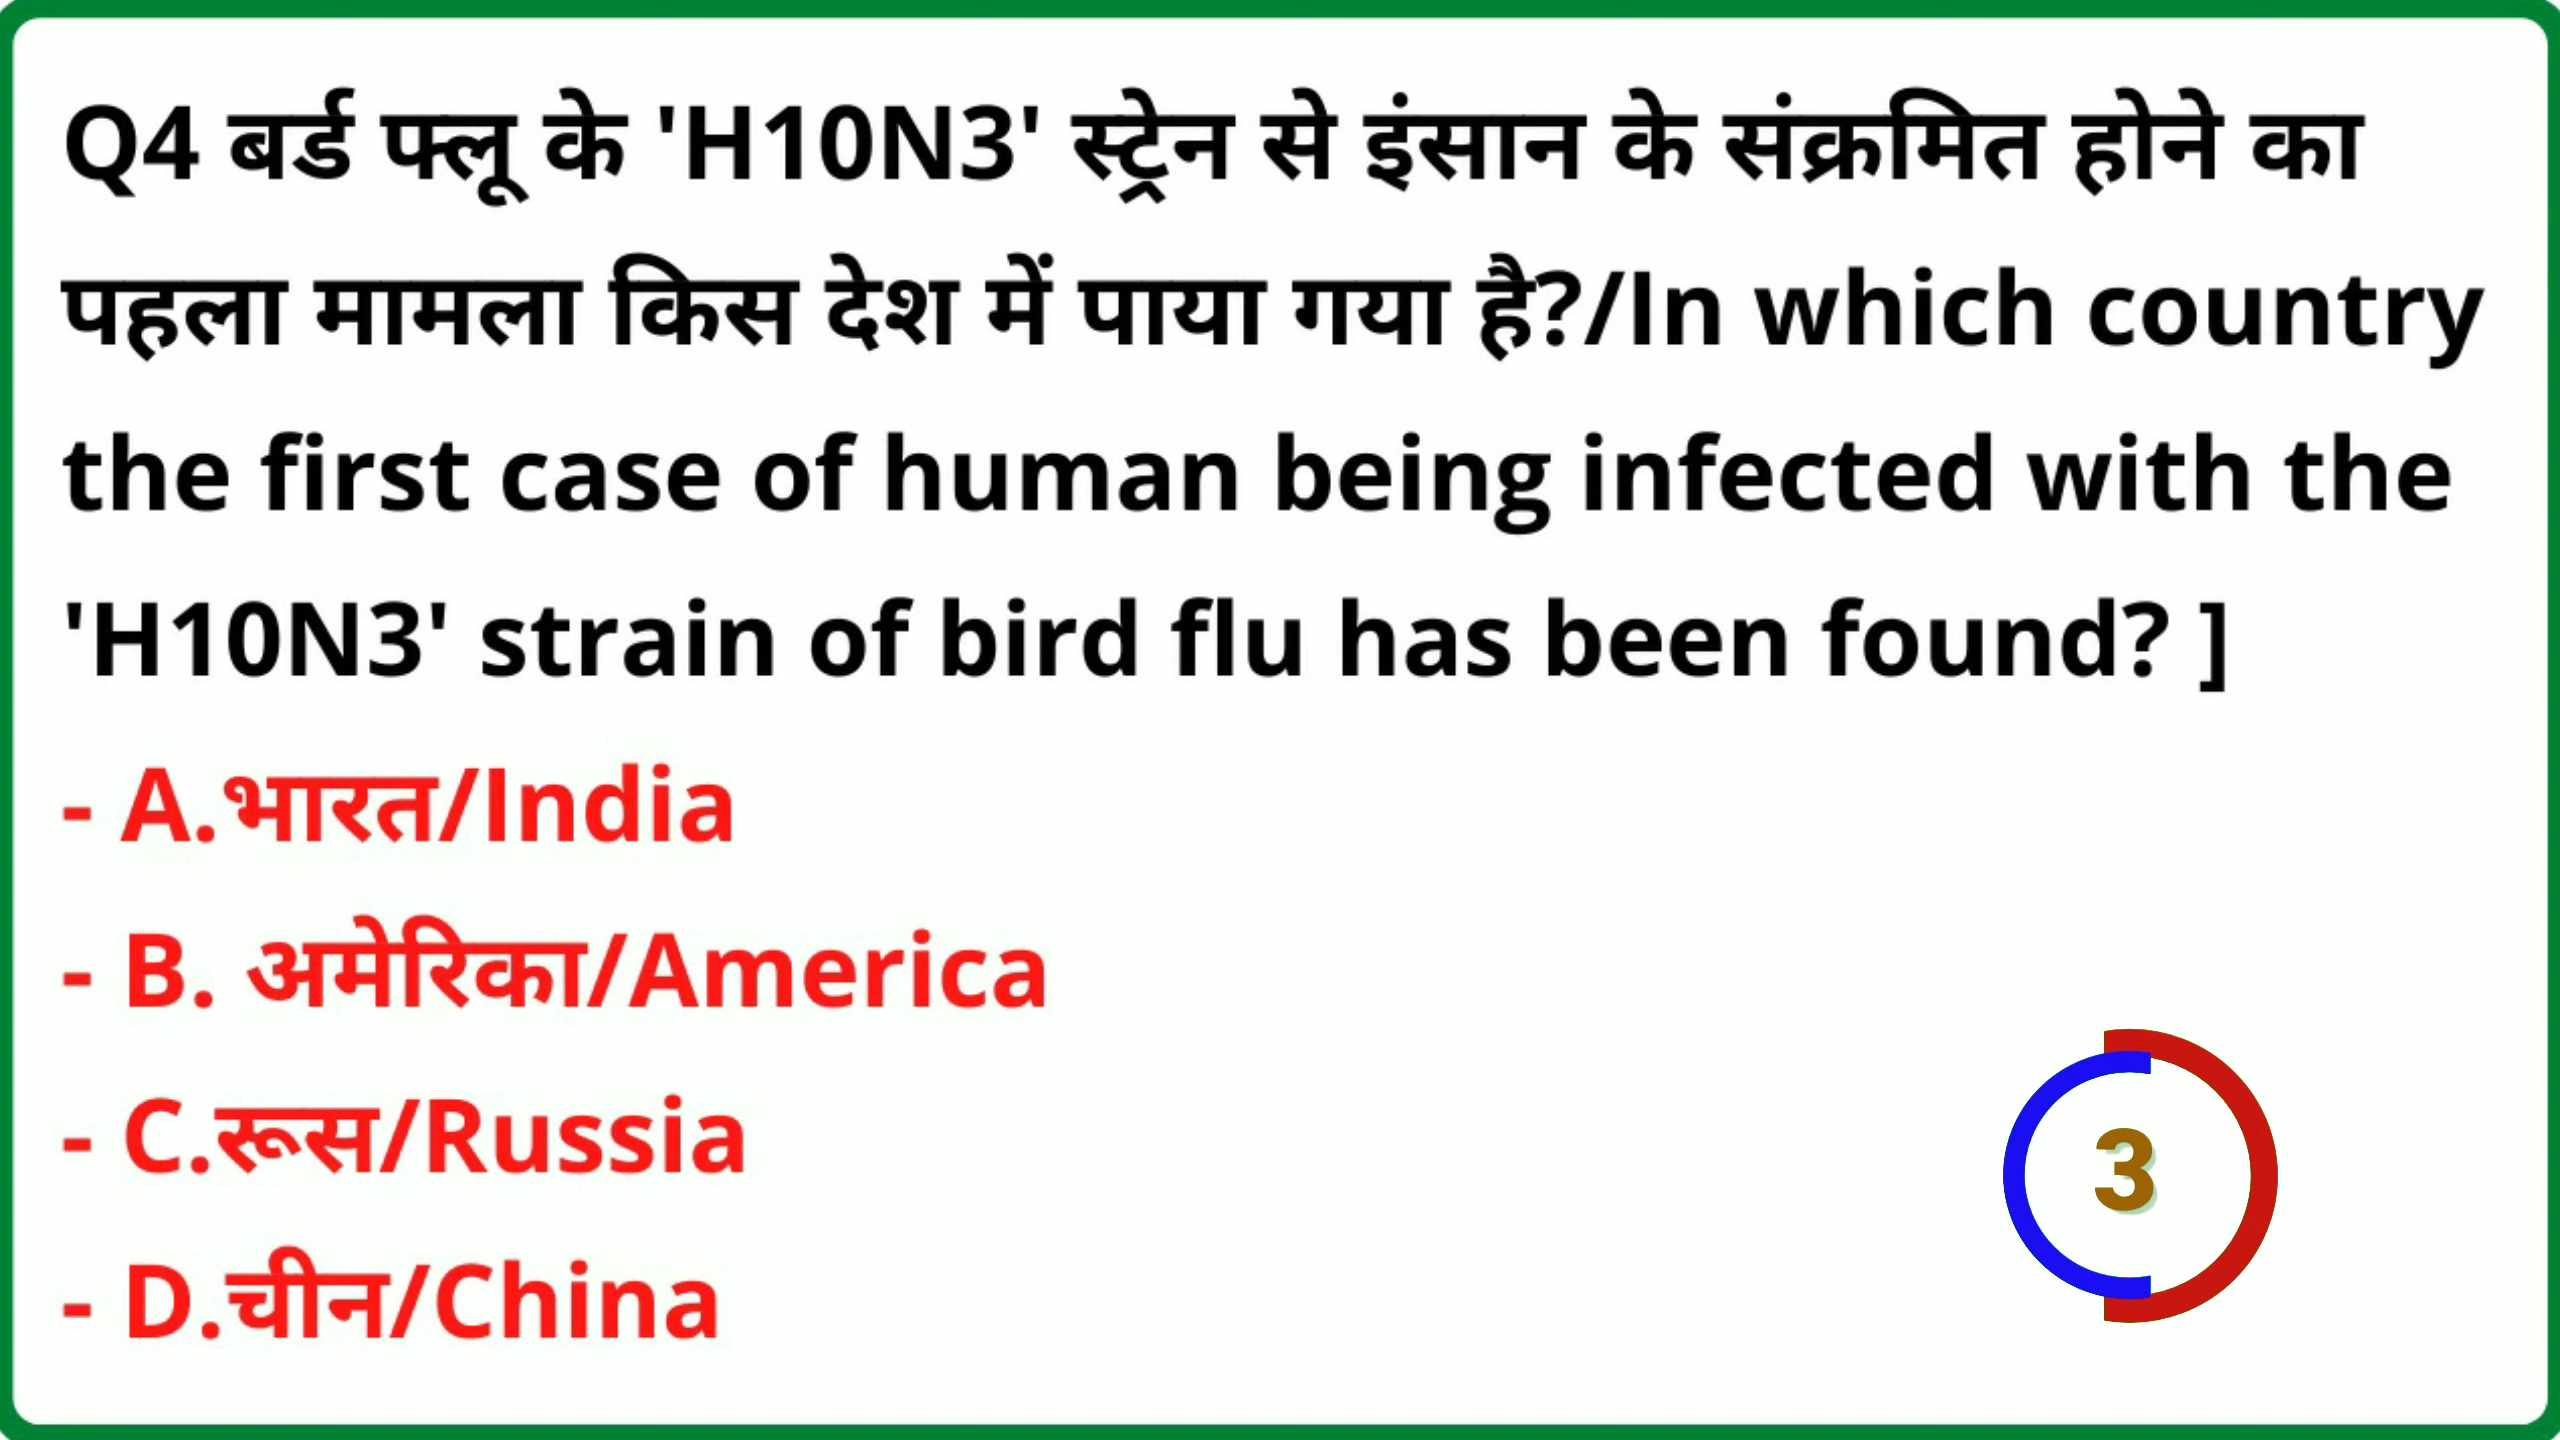 Q4 बर्ड फ्लू के 'H10N3' स्ट्रेन से इंसान के संक्रमित होने का
पहला मामला किस देश में पाया गया है?/In which country
the first case of human being infected with the
'H10N3' strain of bird flu has been found? ]
- A.भारत/India
- B. अमेरिका/America
- C.रूस/Russia
- D.चीन/China
3